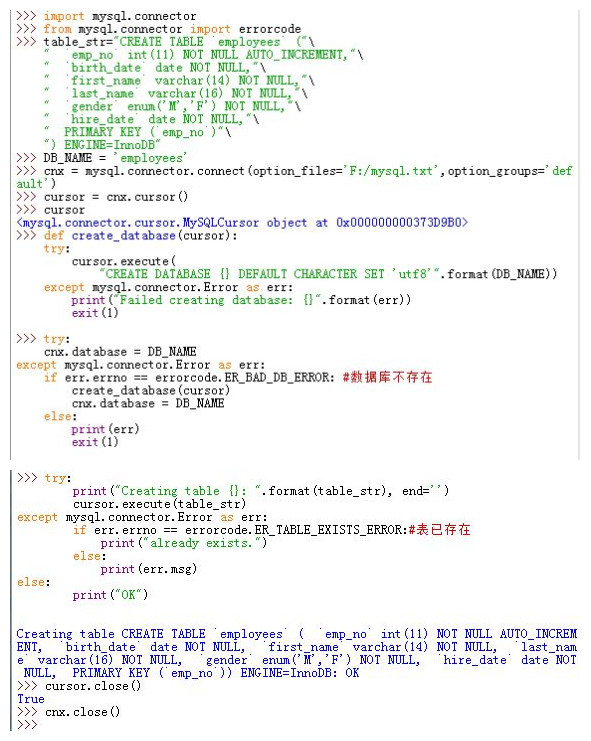 >>> import mysql.connector
>>> from mysql.connector import errorcode
>>> table_str="CREATE TABLE `employees` ("\
    "  `emp_no` int(11) NOT NULL AUTO_INCREMENT,"\
    "  `birth_date` date NOT NULL,"\
    "  `first_name` varchar(14) NOT NULL,"\
    "  `last_name` varchar(16) NOT NULL,"\
    "  `gender` enum('M','F') NOT NULL,"\
    "  `hire_date` date NOT NULL,"\
    "  PRIMARY KEY (`emp_no`)"\
    ") ENGINE=InnoDB"
>>> DB_NAME = 'employees'
>>> cnx = mysql.connector.connect(option_files='F:/mysql.txt',option_groups='def
ault')
>>> cursor = cnx.cursor()
>>> cursor
<mysql.connector.cursor.MySQLCursor object at 0x000000000373D9B0>
>>> def create_database(cursor):
    try:
        cursor.execute(
            "CREATE DATABASE {} DEFAULT CHARACTER SET 'utf8'".format(DB_NAME))
    except mysql.connector.Error as err:
        print("Failed creating database: {}".format(err))
        exit(1)
>>> try:
    cnx.database = DB_NAME
except mysql.connector.Error as err:
    if err.errno == errorcode.ER_BAD_DB_ERROR: #数据库不存在
        create_database(cursor)
        cnx.database = DB_NAME
    else:
        print(err)
        exit(1)
>>> try:
        print("Creating table {}: ".format(table_str), end='')
        cursor.execute(table_str)
except mysql.connector.Error as err:
        if err.errno == errorcode.ER_TABLE_EXISTS_ERROR:#表已存在
            print("already exists.")
        else:
            print(err.msg)
else:
        print("OK")
Creating table CREATE TABLE `employees` (  `emp_no` int(11) NOT NULL AUTO_INCREM
ENT,  `birth_date` date NOT NULL,  `first_name` varchar(14) NOT NULL,  `last_nam
e` varchar(16) NOT NULL,  `gender` enum('M','F') NOT NULL,  `hire_date` date NOT
 NULL,  PRIMARY KEY (`emp_no`)) ENGINE=InnoDB: OK
>>> cursor.close()
True
>>> cnx.close()
>>>